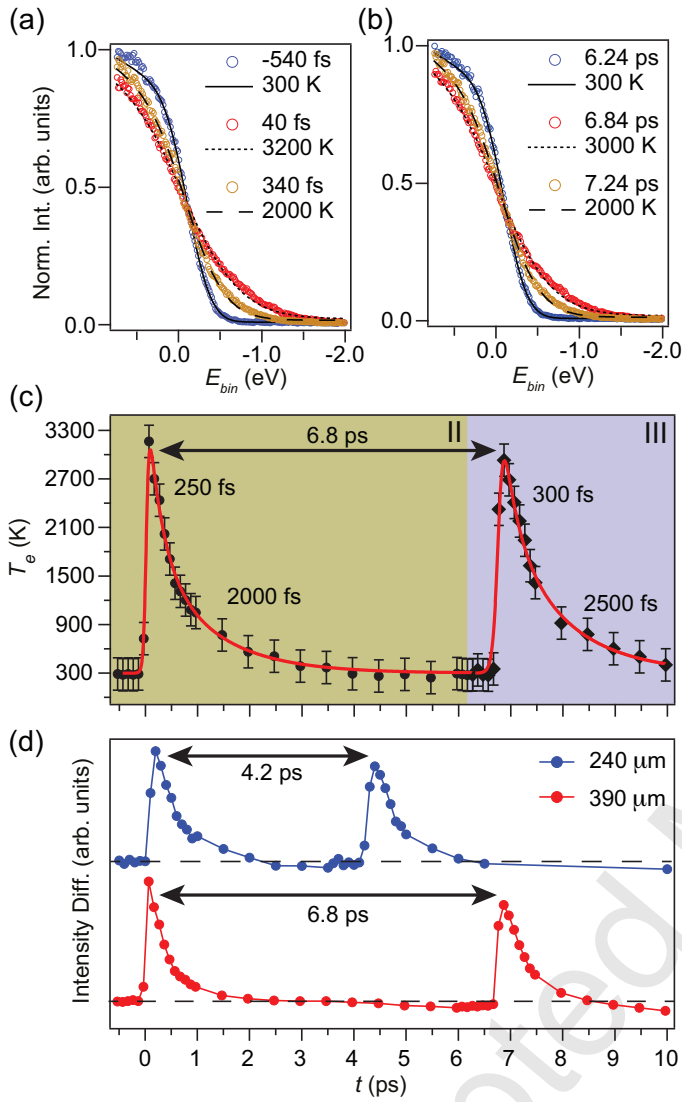 (a)
1.0
0.5
0.0
Norm. Int. (arb. units)
-540 fs
300 K
40 fs
3200 K
340 fs
2000 K
0.0
-1.0
-2.0
E_bin (eV)
(b)
1.0
0.5
0.0
6.24 ps
300 K
6.84 ps
3000 K
7.24 ps
2000 K
0.0
-1.0
-2.0
E_bin (eV)
(c)
3300
2700
2100
1500
900
300
T_e (K)
6.8 ps
II
III
250 fs
300 fs
2000 fs
2500 fs
(d)
Intensity Diff. (arb. units)
4.2 ps
240 μm
390 μm
6.8 ps
0
1
2
3
4
5
6
7
8
9
10
t (ps)